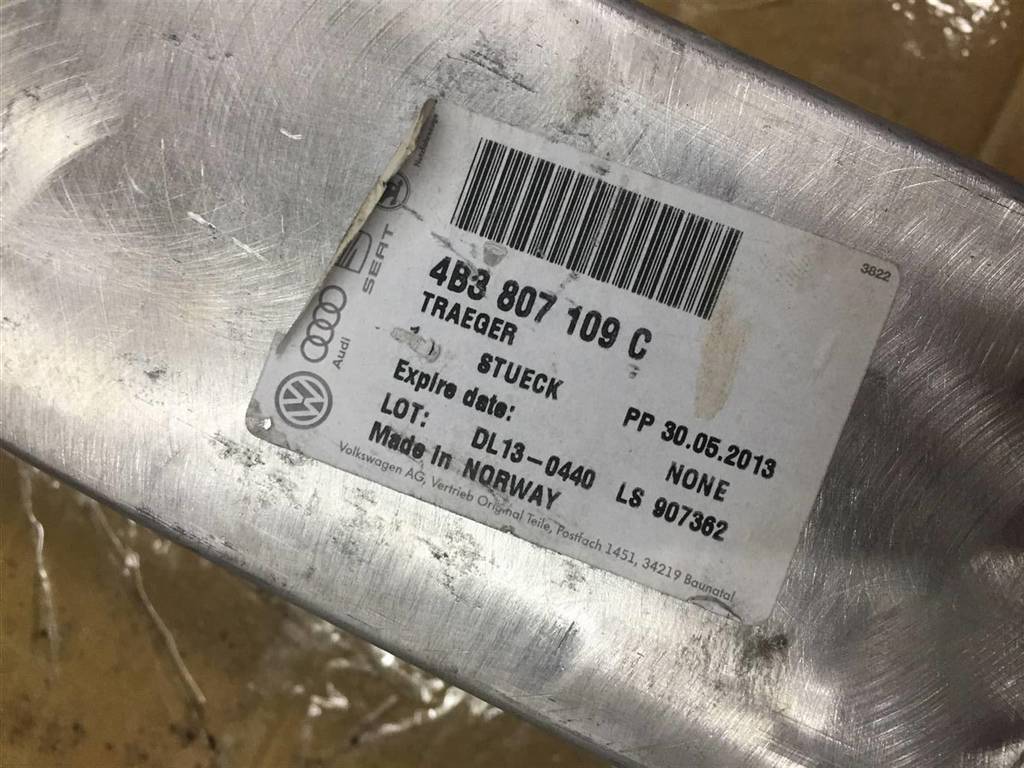 3822
4B3 807 109 C
TRAEGER
1 STUECK PP 30.05.2013
Expire date: NONE
LOT: DL13-0440 LS 907362
Made in NORWAY
Volkswagen AG, Vertrieb Original Teile, Postfach 1451, 34219 Baunatal
Audi
SEAT